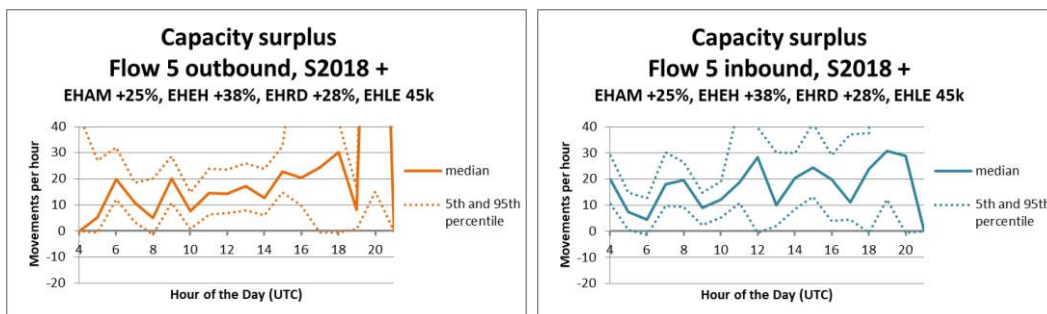 Capacity surplus
Flow 5 outbound, S2018 +
EHAM +25%, EHEH +38%, EHRD +28%, EHLE 45k
Movements per hour
40
30
20
10
0
-10
-20
4 6 8 10 12 14 16 18 20
Hour of the Day (UTC)
median
5th and 95th
percentile
Capacity surplus
Flow 5 inbound, S2018 +
EHAM +25%, EHEH +38%, EHRD +28%, EHLE 45k
Movements per hour
40
30
20
10
0
-10
-20
4 6 8 10 12 14 16 18 20
Hour of the Day (UTC)
median
5th and 95th
percentile